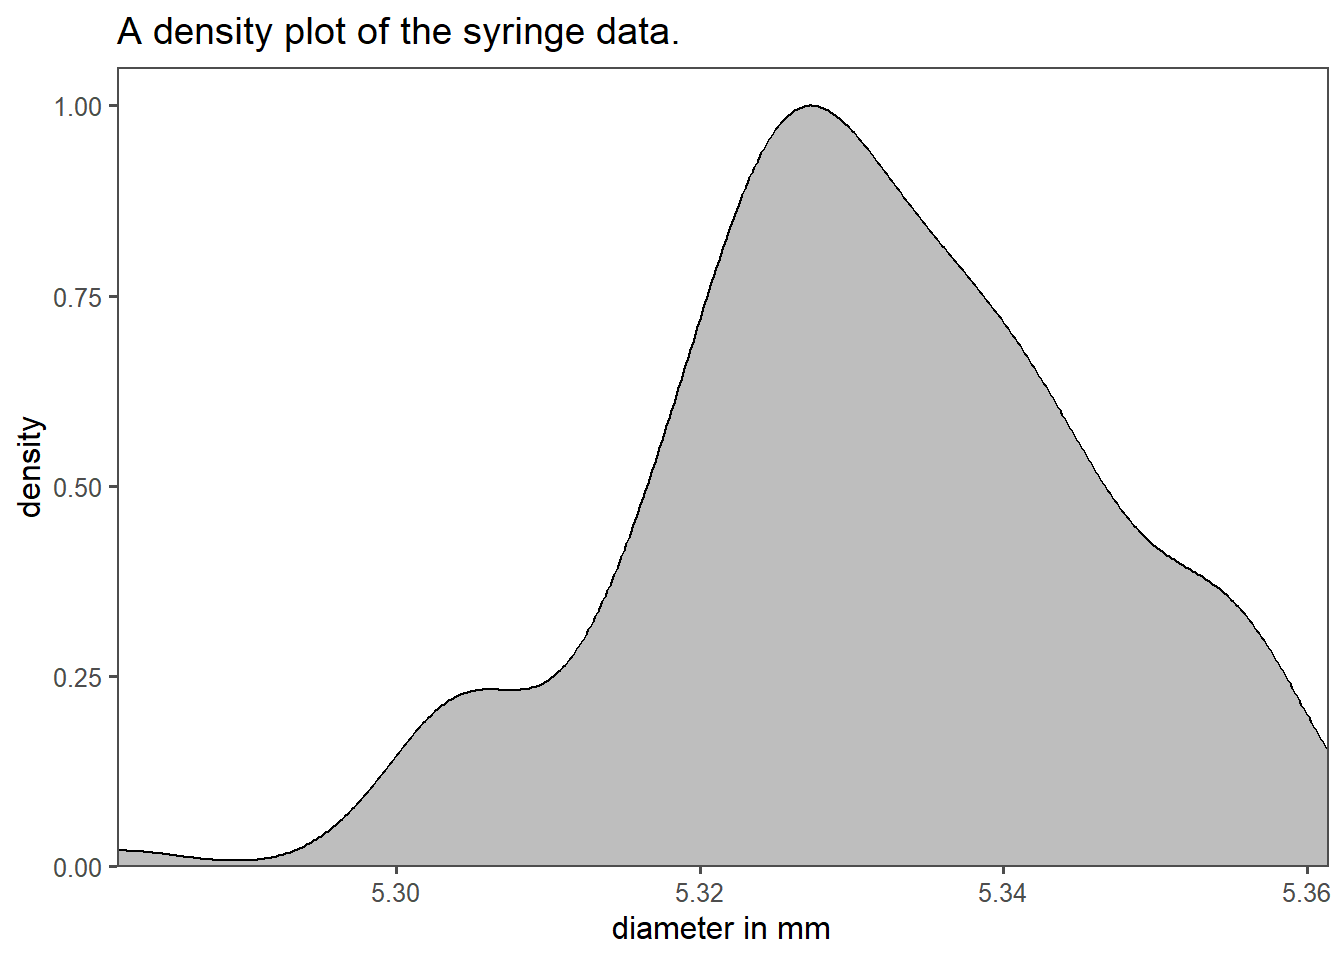 A density plot of the syringe data.
1.00
0.75
0.50
0.25
0.00
density
5.30 5.32 5.34 5.36
diameter in mm